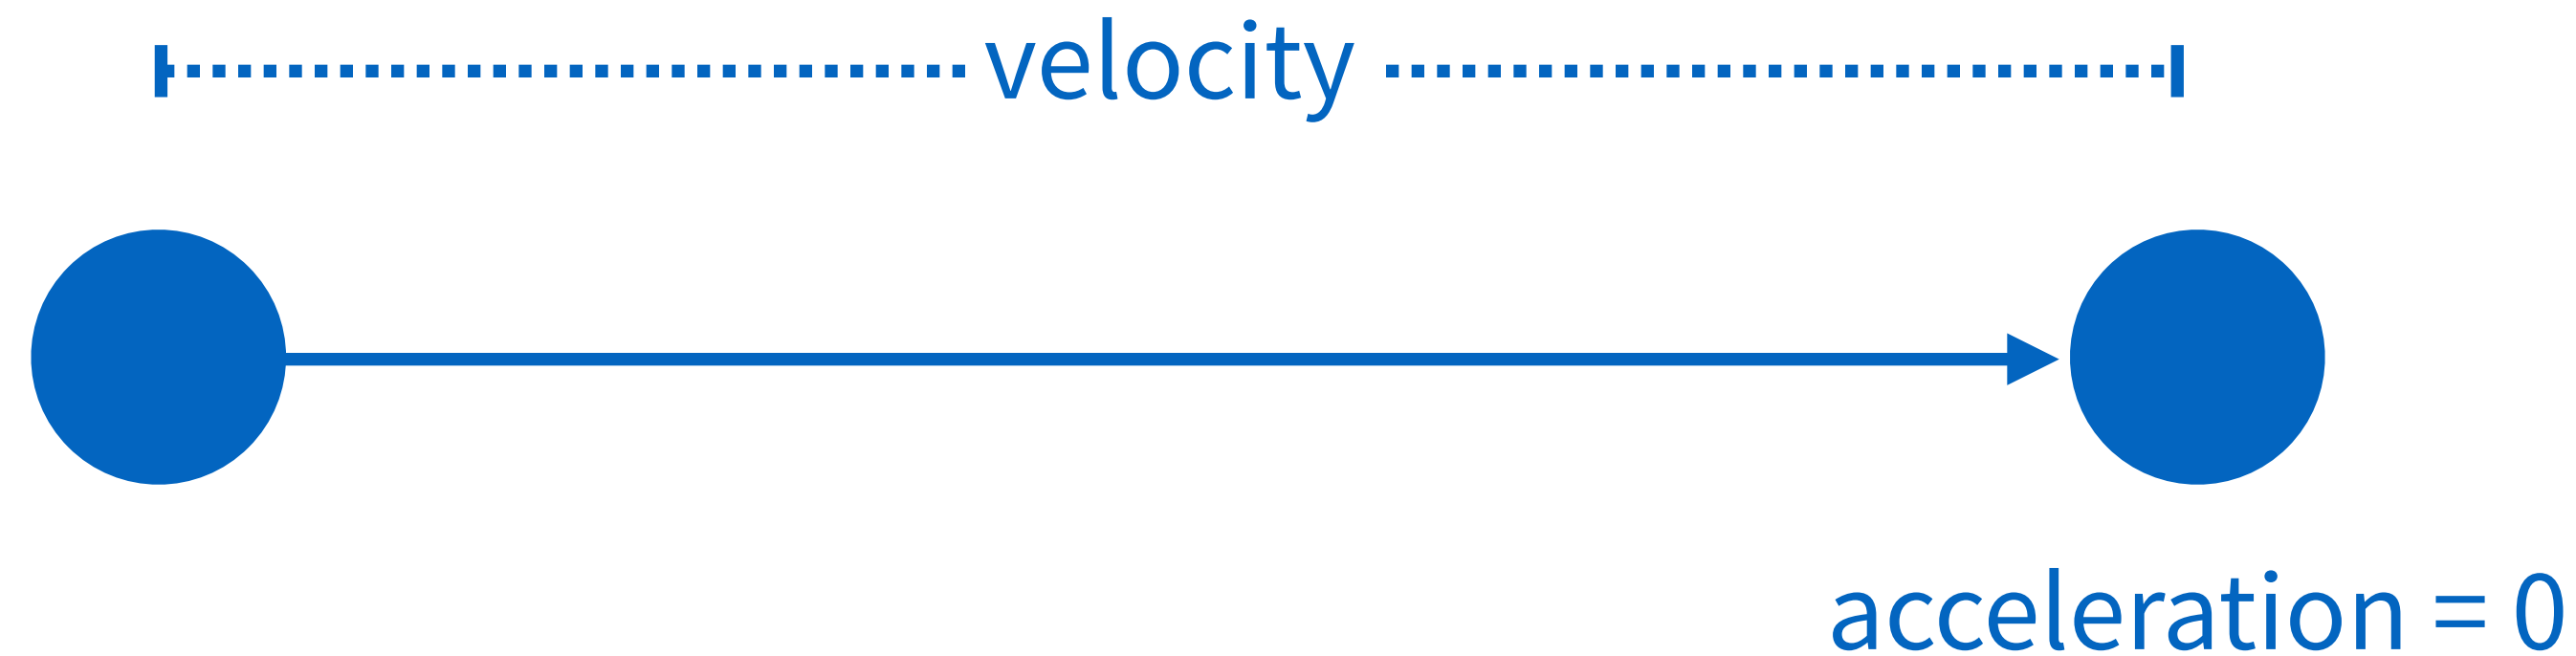 velocity
acceleration = 0